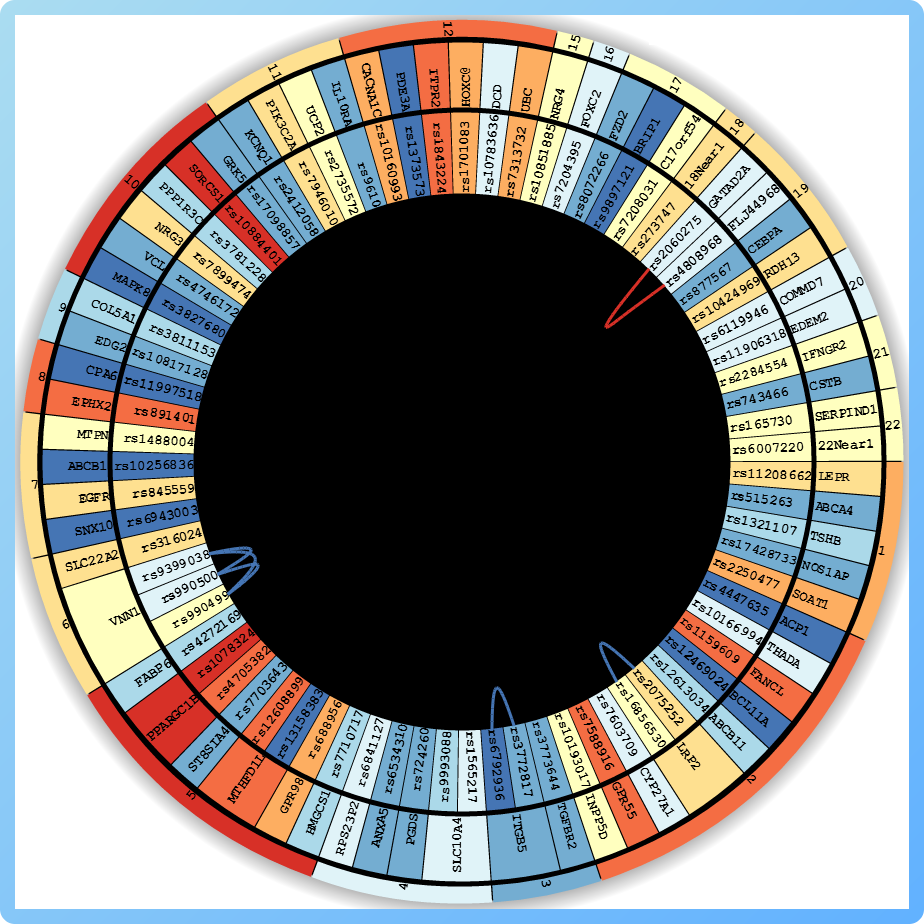 12
15
16
17
18
19
20
21
22
1
2
3
4
5
6
7
8
9
10
11
HOXC@
DCD
UBC
NRG4
FOXC2
FZD2
BRIP1
C17orf54
18Near1
GATAD2A
FLJ44968
CEBPA
RDH13
COMMD7
EDEM2
IFNGR2
CSTB
SERPIND1
22Near1
LEPR
ABCA4
TSHB
NOS1AP
SOAT1
ACP1
THADA
FANCL
BCL11A
ABCB11
LRP2
CYP27A1
GPR55
INPP5D
TGFBR2
ITGB5
SLC10A4
PGDS
ANXA5
RPS23P2
HMGCS1
GPR98
MTHFD1L
ST8SIA4
PPARGC1B
FABP6
VNN1
SLC22A2
SNX10
EGFR
ABCB1
MTPN
EPHX2
CPA6
EDG2
COL5A1
MAPK8
VCL
NRG3
PPPIR3C
SORCS1
GRK5
KCNQ1
PIK3C2A
UCP2
IL10RA
CACNA1C
PDE3A
ITPR2
rs1701083
rs10783636
rs7313732
rs10851885
rs7204395
rs8072266
rs9897121
rs7208031
rs273747
rs2060275
rs4808968
rs877567
rs10424969
rs6119946
rs11906318
rs2284554
rs743466
rs165730
rs6007220
rs11208662
rs515263
rs1321107
rs17428733
rs2250477
rs4447635
rs10166994
rs1159609
rs12469024
rs12613034
rs2075252
rs16856530
rs7603709
rs7588916
rs10193017
rs3773644
rs3772817
rs6792936
rs1565217
rs9993088
rs724260
rs6534310
rs6841127
rs7710717
rs688956
rs13158383
rs12608899
rs7703643
rs4705382
rs1078324
rs4272169
rs990499
rs990500
rs9399038
rs316024
rs6943003
rs845559
rs10256836
rs1488004
rs891401
rs11997518
rs10817128
rs3811153
rs3827680
rs4746172
rs7899474
rs3781228
rs10884401
rs17098857
rs2412058
rs7946010
rs2735572
rs9610
rs10160993
rs1373573
rs1843224